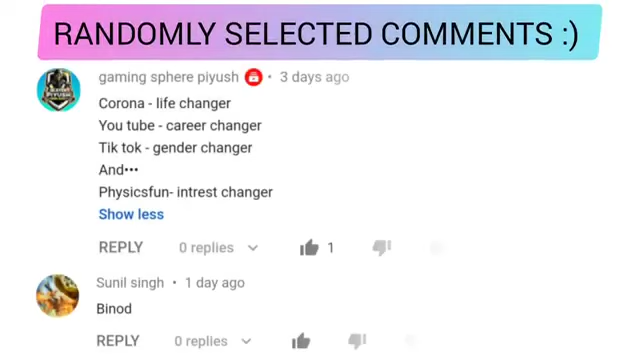 RANDOMLY SELECTED COMMENTS :)
gaming sphere piyush • 3 days ago
Corona - life changer
You tube - career changer
Tik tok - gender changer
And•••
Physicsfun- intrest changer
Show less
REPLY 0 replies 1
Sunil singh • 1 day ago
Binod
REPLY 0 replies